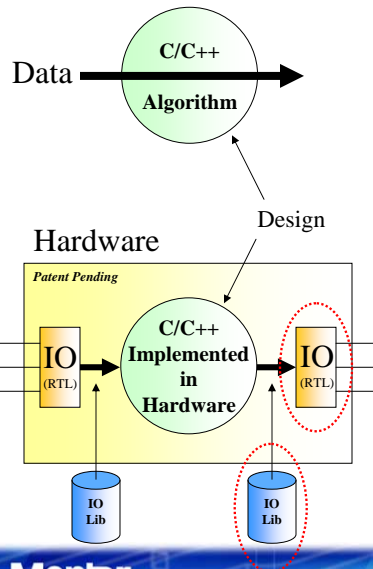 C/C++
Data
Algorithm
Design
Hardware
Patent Pending
C/C++
Implemented
in
Hardware
IO
(RTL)
IO
(RTL)
IO
Lib
IO
Lib